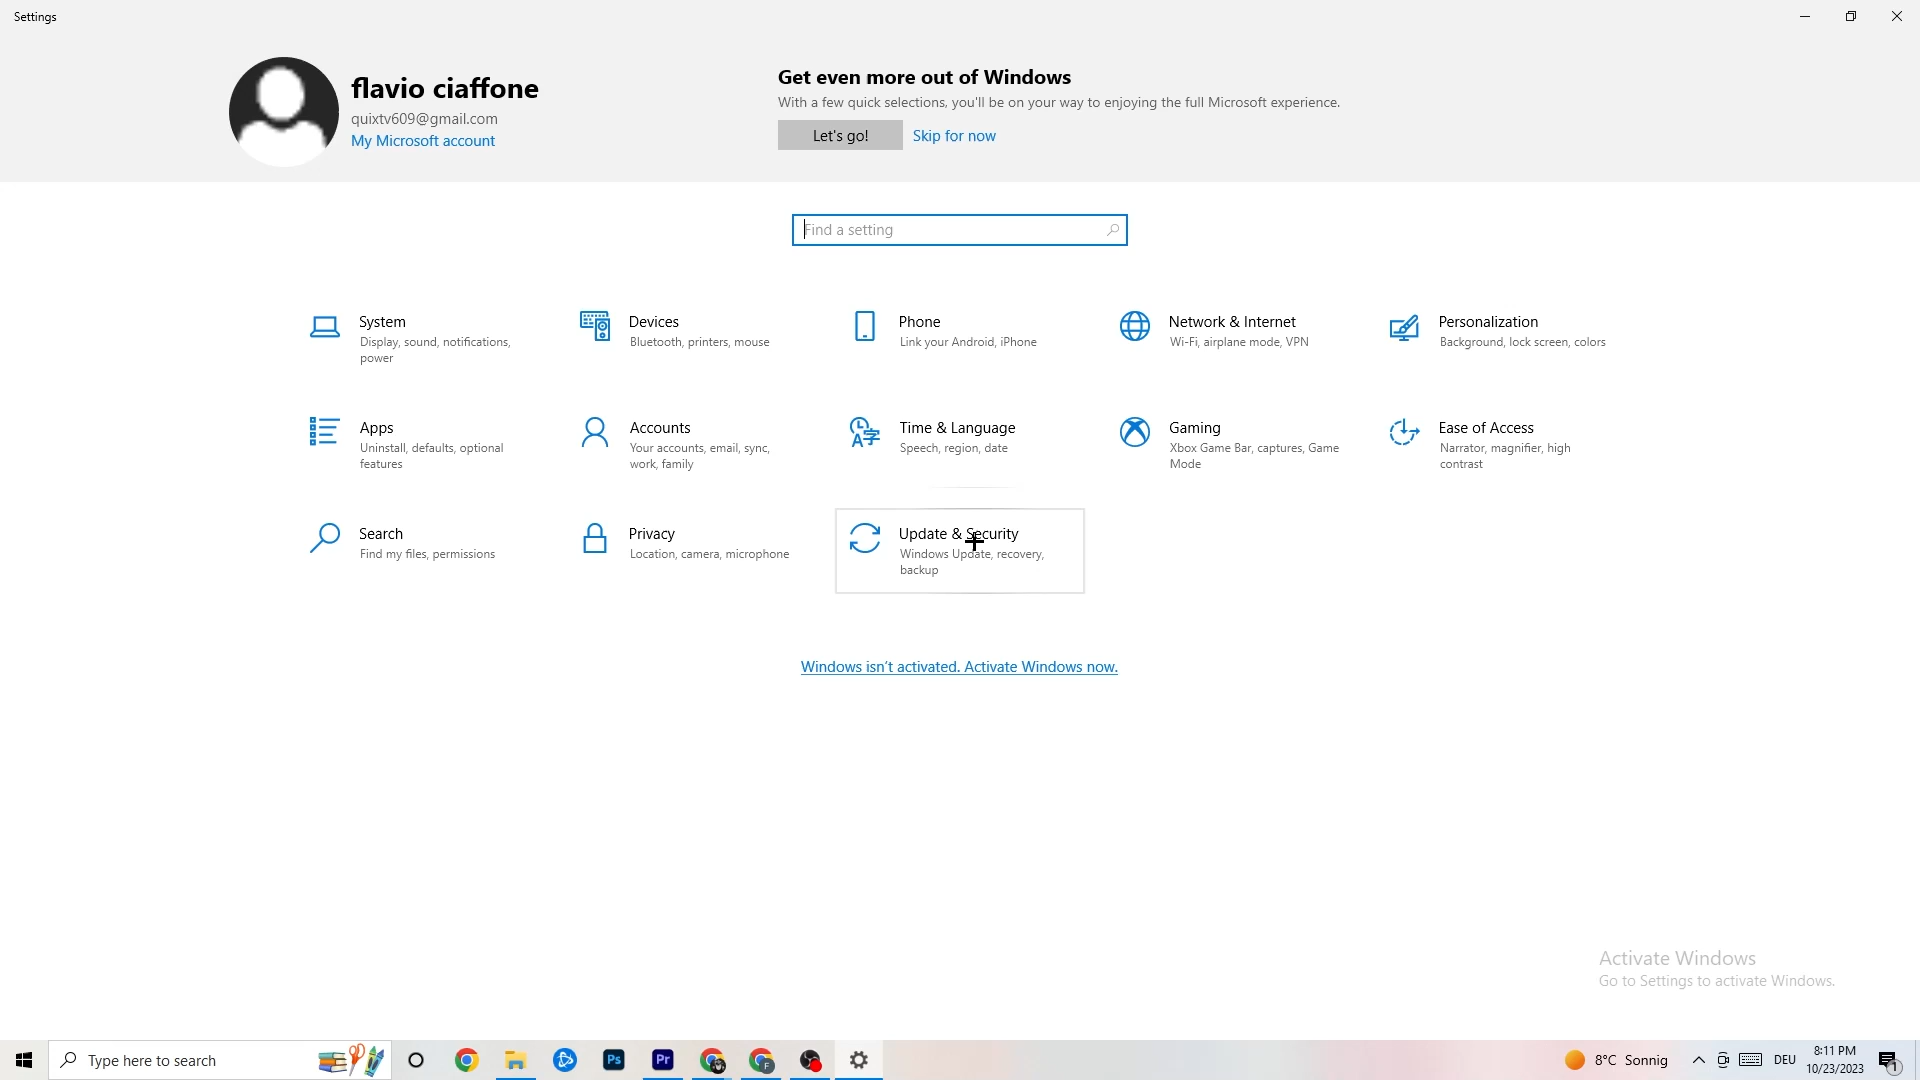 Settings
flavio ciaffone
quixtv609@gmail.com
My Microsoft account
Get even more out of Windows
With a few quick selections, you'll be on your way to enjoying the full Microsoft experience.
Let's go!
Skip for now
Find a setting
System
Display, sound, notifications,
power
Devices
Bluetooth, printers, mouse
Phone
Link your Android, iPhone
Network & Internet
Wi-Fi, airplane mode, VPN
Personalization
Background, lock screen, colors
Apps
Uninstall, defaults, optional
features
Accounts
Your accounts, email, sync,
work, family
Time & Language
Speech, region, date
Gaming
Xbox Game Bar, captures, Game
Mode
Ease of Access
Narrator, magnifier, high
contrast
Search
Find my files, permissions
Privacy
Location, camera, microphone
Update & Security
Windows Update, recovery,
backup
Windows isn't activated. Activate Windows now.
Activate Windows
Go to Settings to activate Windows.
Type here to search
Ps
Pr
F
8°C Sonnig
DEU
8:11 PM
10/23/2023
1